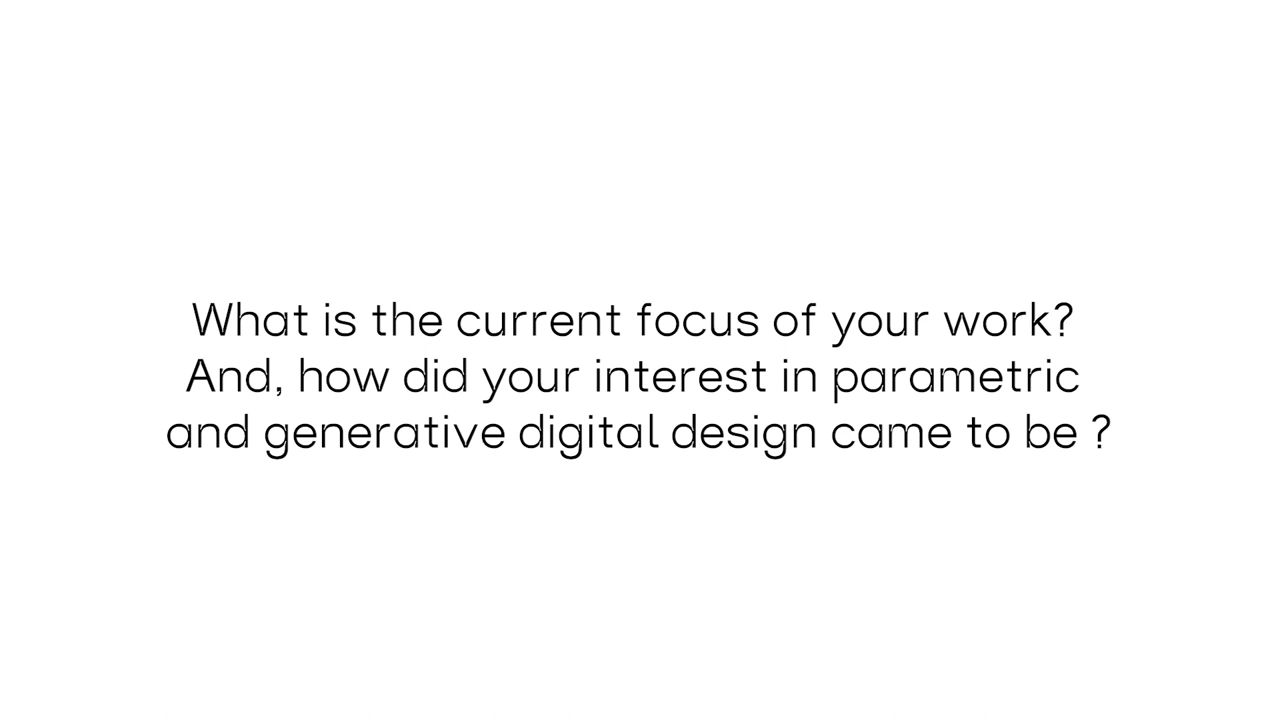 What is the current focus of your work?
And, how did your interest in parametric
and generative digital design came to be ?